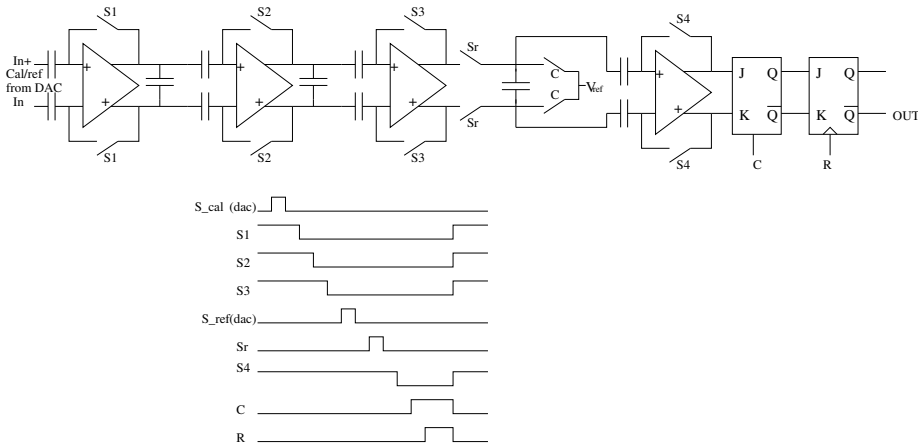 S1
S2
S3
S4
Sr
In+
Cal/ref
from DAC
In
+
+
+
+
+
+
C
C
Vref
+
+
J
Q
J
Q
K
Q
K
Q
OUT
S1
S2
S3
Sr
S4
C
R
S_cal (dac)
S1
S2
S3
S_ref(dac)
Sr
S4
C
R